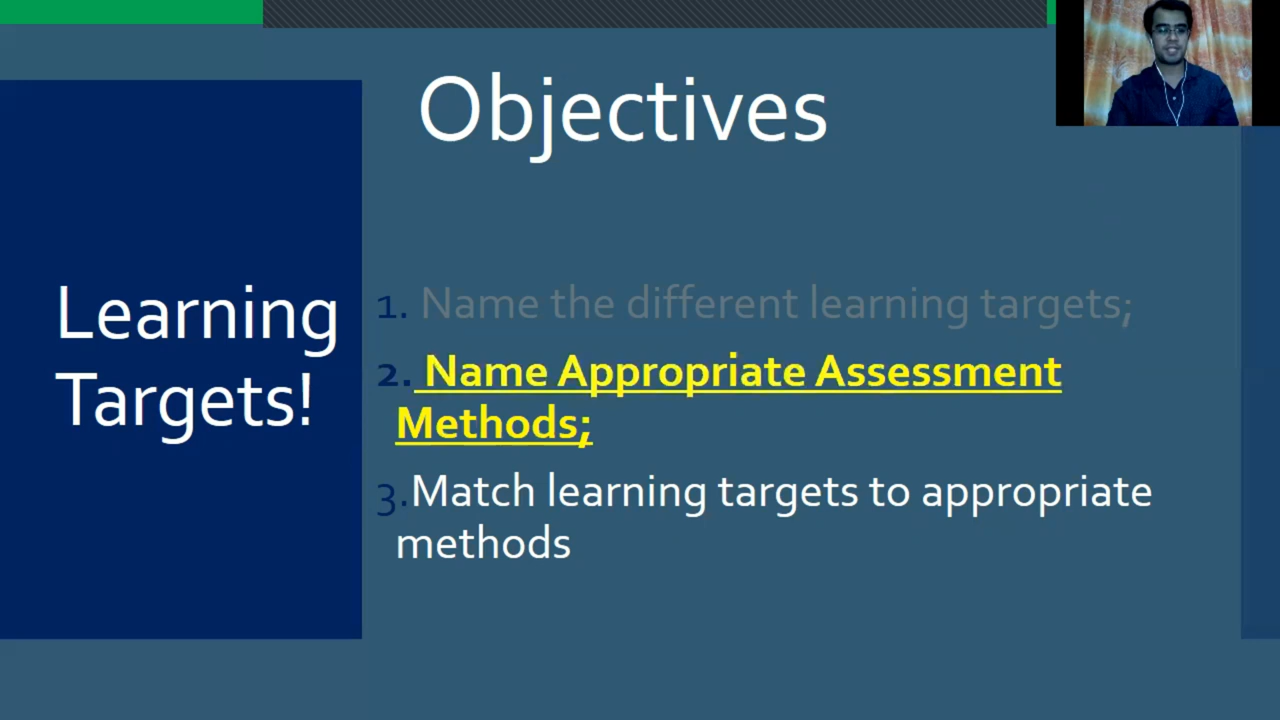 Objectives
Learning
Targets!
1. Name the different learning targets;
2. Name Appropriate Assessment
Methods;
3.Match learning targets to appropriate
methods